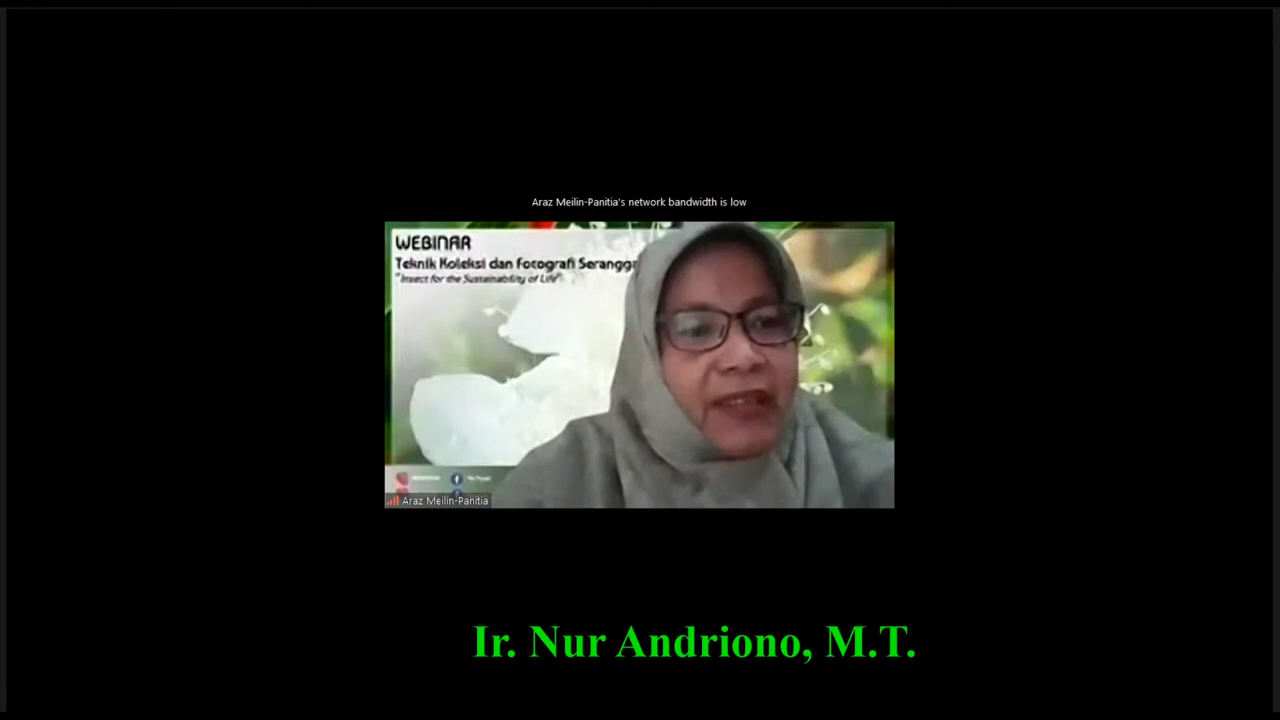 Araz Meilin-Panitia's network bandwidth is low
WEBINAR
Teknik Koleksi dan Fotografi Serangga
"Insect for the Sustainability of Life"
Araz Meilin-Panitia
Ir. Nur Andriono, M.T.